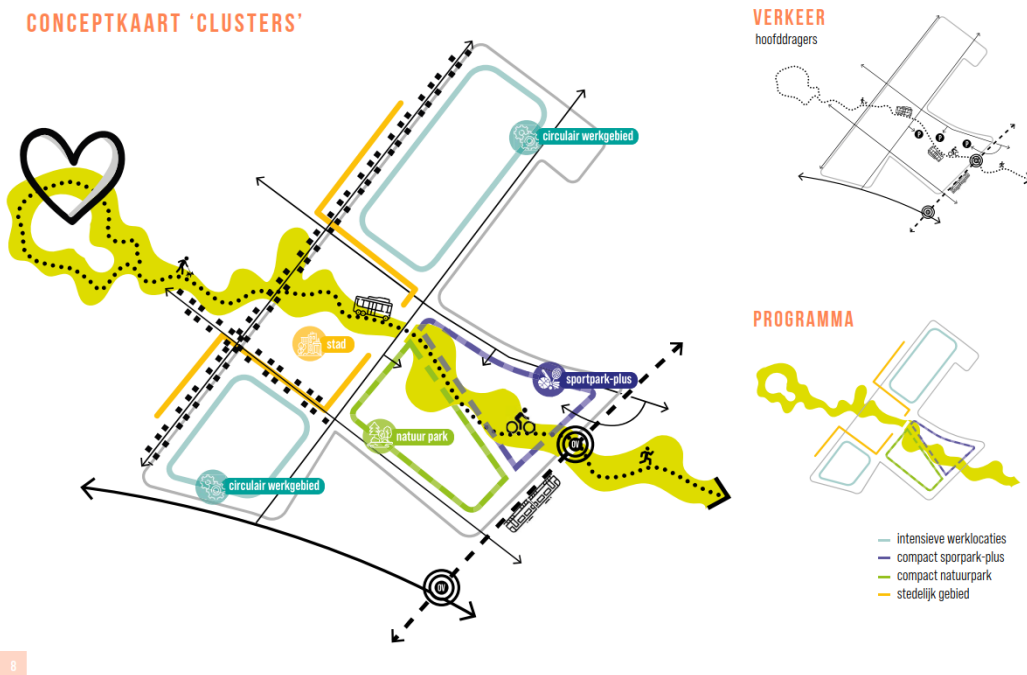 CONCEPTKAART ‘CLUSTERS’
circulair werkgebied
stad
sportpark-plus
natuur park
circulair werkgebied
OV
OV
VERKEER
hoofddragers
P
P
P
PROGRAMMA
intensieve werklocaties
compact sporpark-plus
compact natuurpark
stedelijk gebied
8